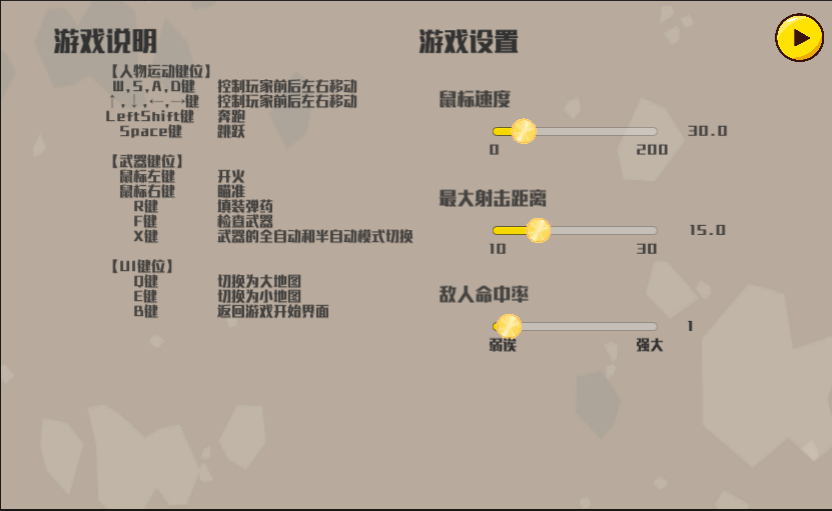 游戏说明
【人物运动键位】
W,S,A,D键 控制玩家前后左右移动
↑,↓,←,→键 控制玩家前后左右移动
LeftShift键 奔跑
Space键 跳跃
【武器键位】
鼠标左键 开火
鼠标右键 瞄准
R键 填装弹药
F键 检查武器
X键 武器的全自动和半自动模式切换
【UI键位】
Q键 切换为大地图
E键 切换为小地图
B键 返回游戏开始界面
游戏设置
鼠标速度
30.0
0 200
最大射击距离
15.0
10 30
敌人命中率
1
弱诶 强大